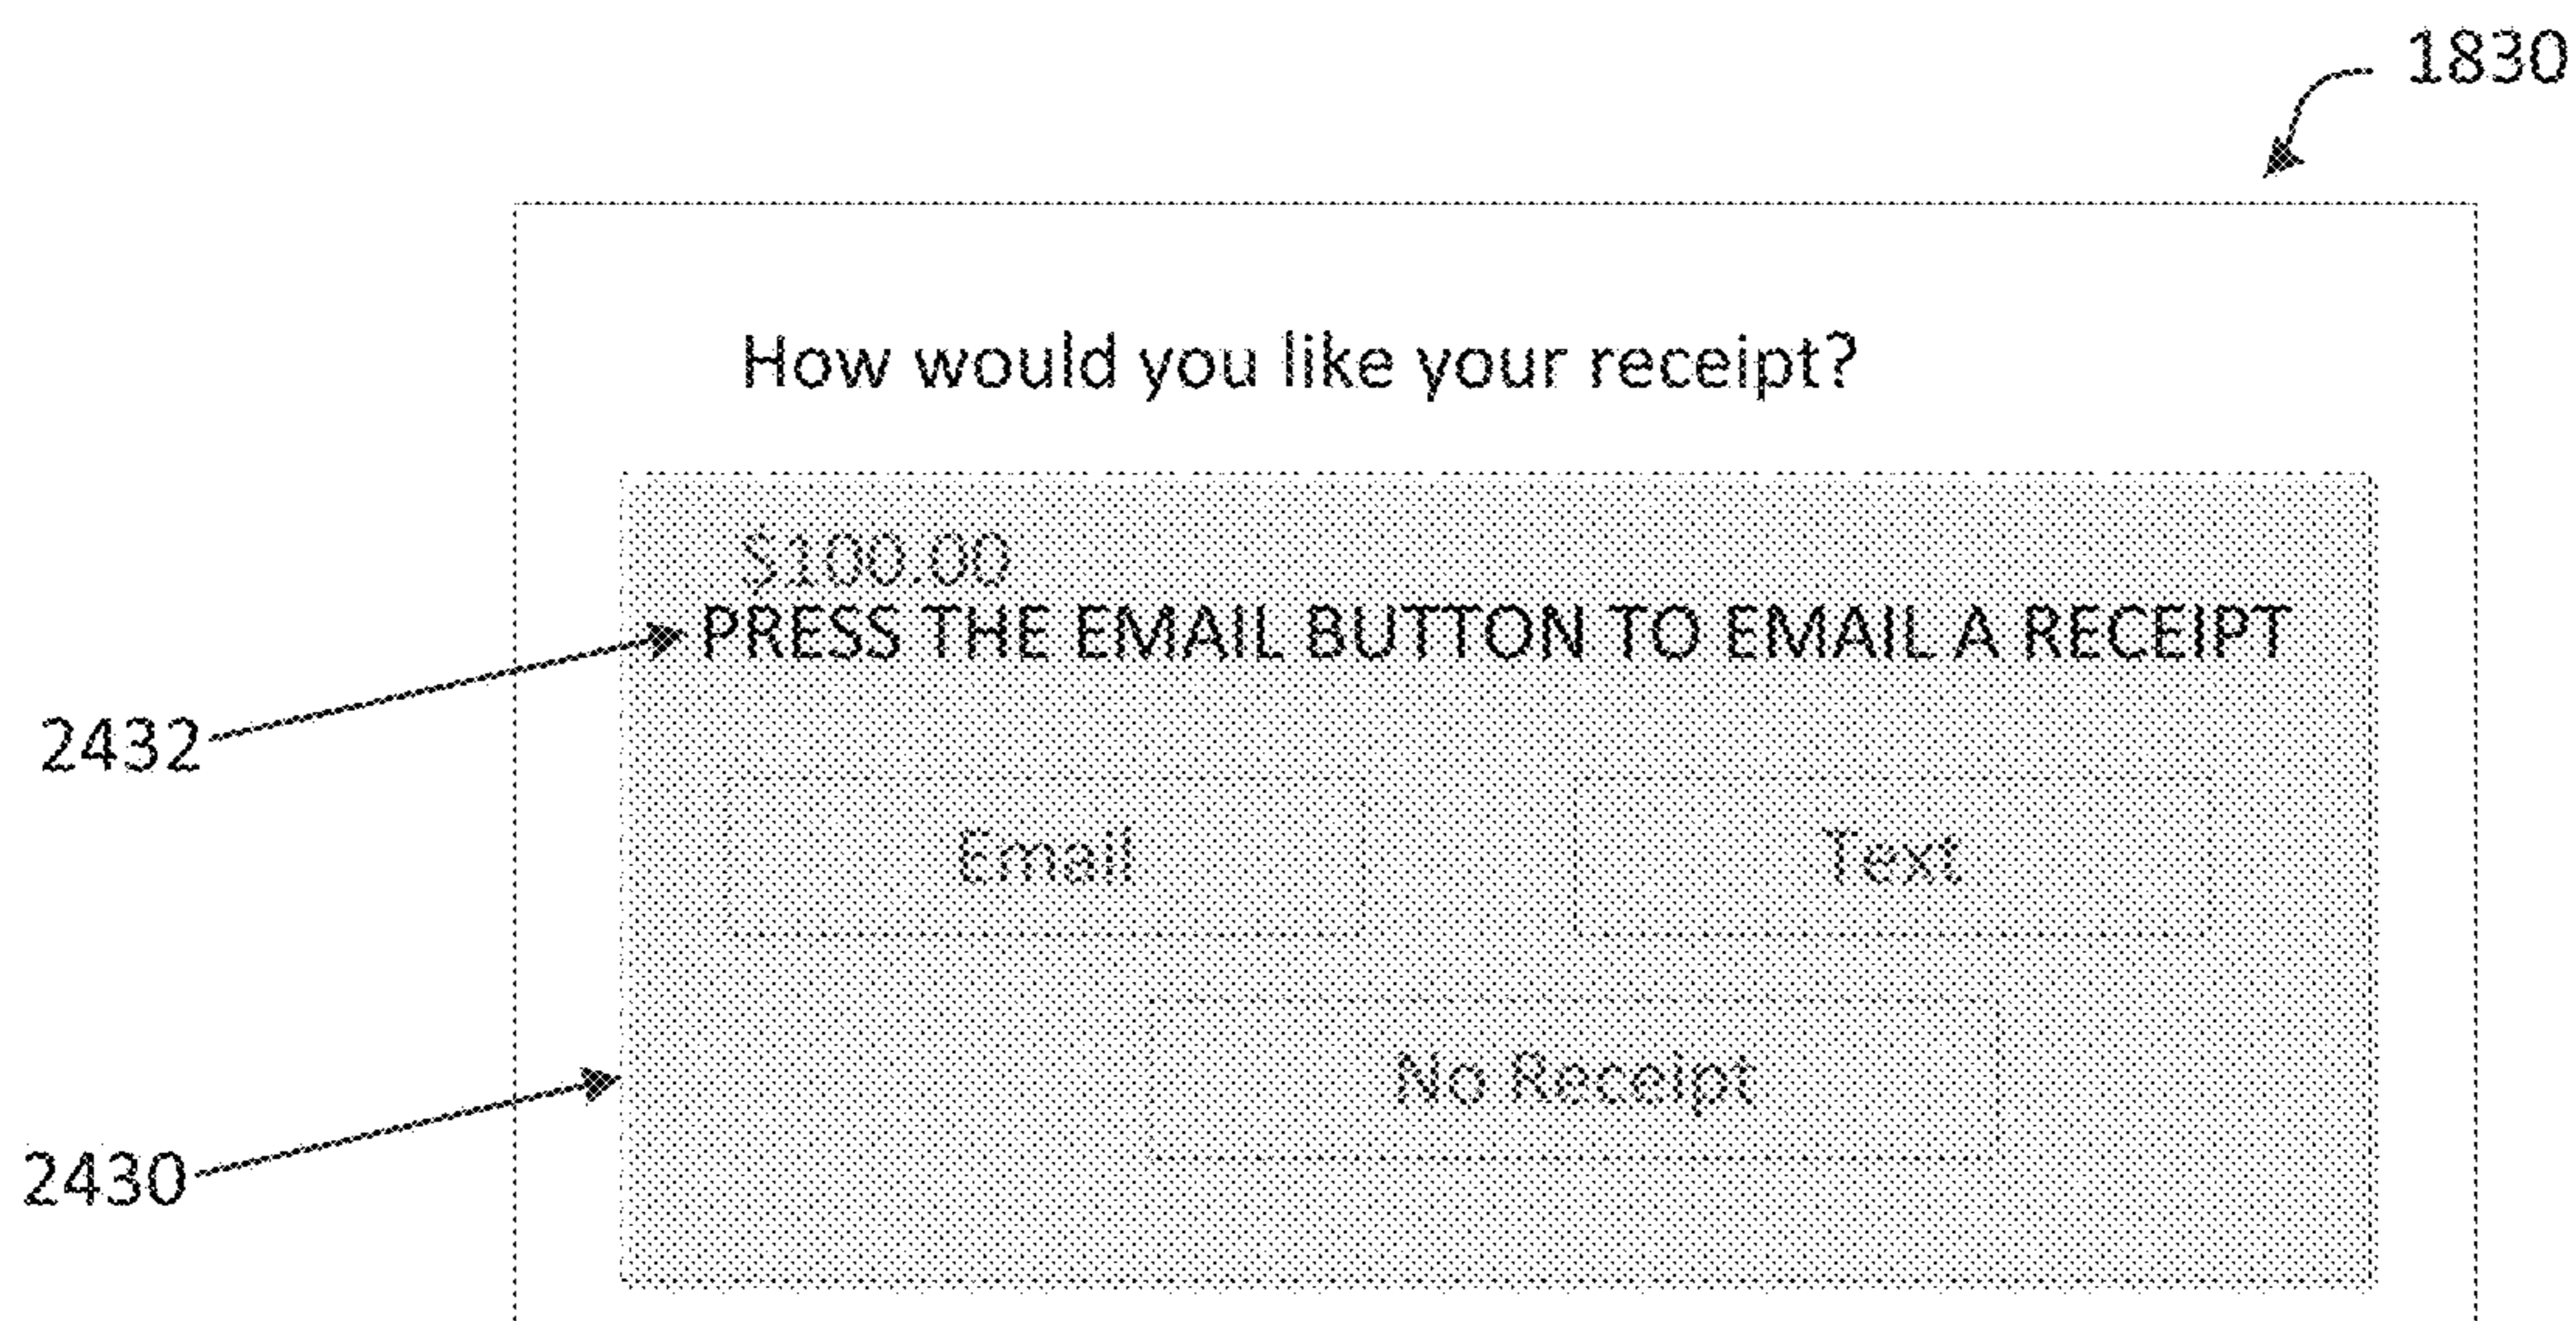 1830
How would you like your receipt?
$100.00
PRESS THE EMAIL BUTTON TO EMAIL A RECEIPT
2432
Email Text
No Receipt
2430